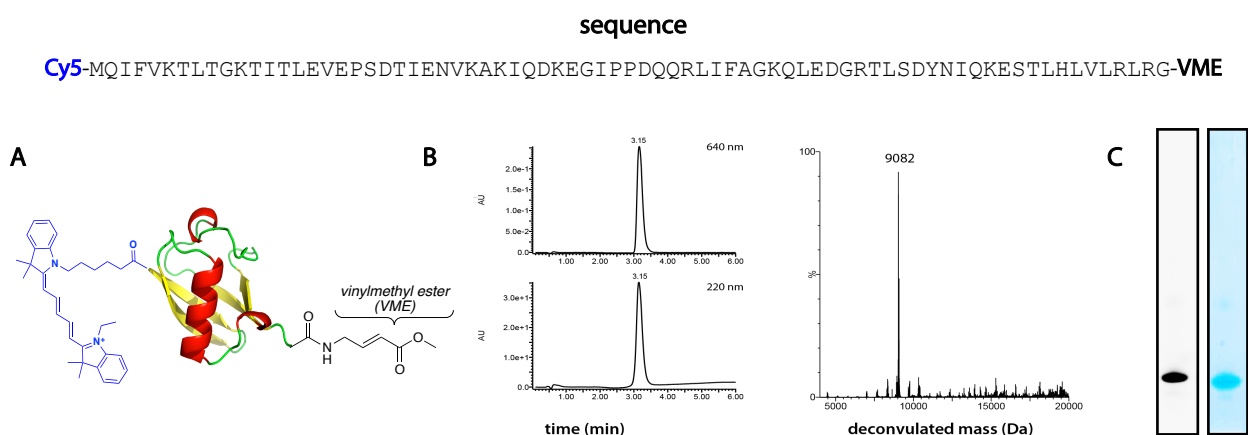 sequence
Cy5-MQIFVKTLTGKTITLEVEPSDTIENVKAKIQDKEGIPPDQQRLIFAGKQLEDGRTLSDYNIQKESTLHLVLRLRG-VME
A
O
N
N+
O
N
H
vinylmethyl ester
(VME)
O
O
B
3.15
640 nm
AU
2.0e-1
1.5e-1
1.0e-1
5.0e-2
0.0
1.00 2.00 3.00 4.00 5.00 6.00
3.15
220 nm
AU
3.0e+1
2.0e+1
1.0e+1
0.0
1.00 2.00 3.00 4.00 5.00 6.00
time (min)
100
9082
%
0
5000 10000 15000 20000
deconvulated mass (Da)
C